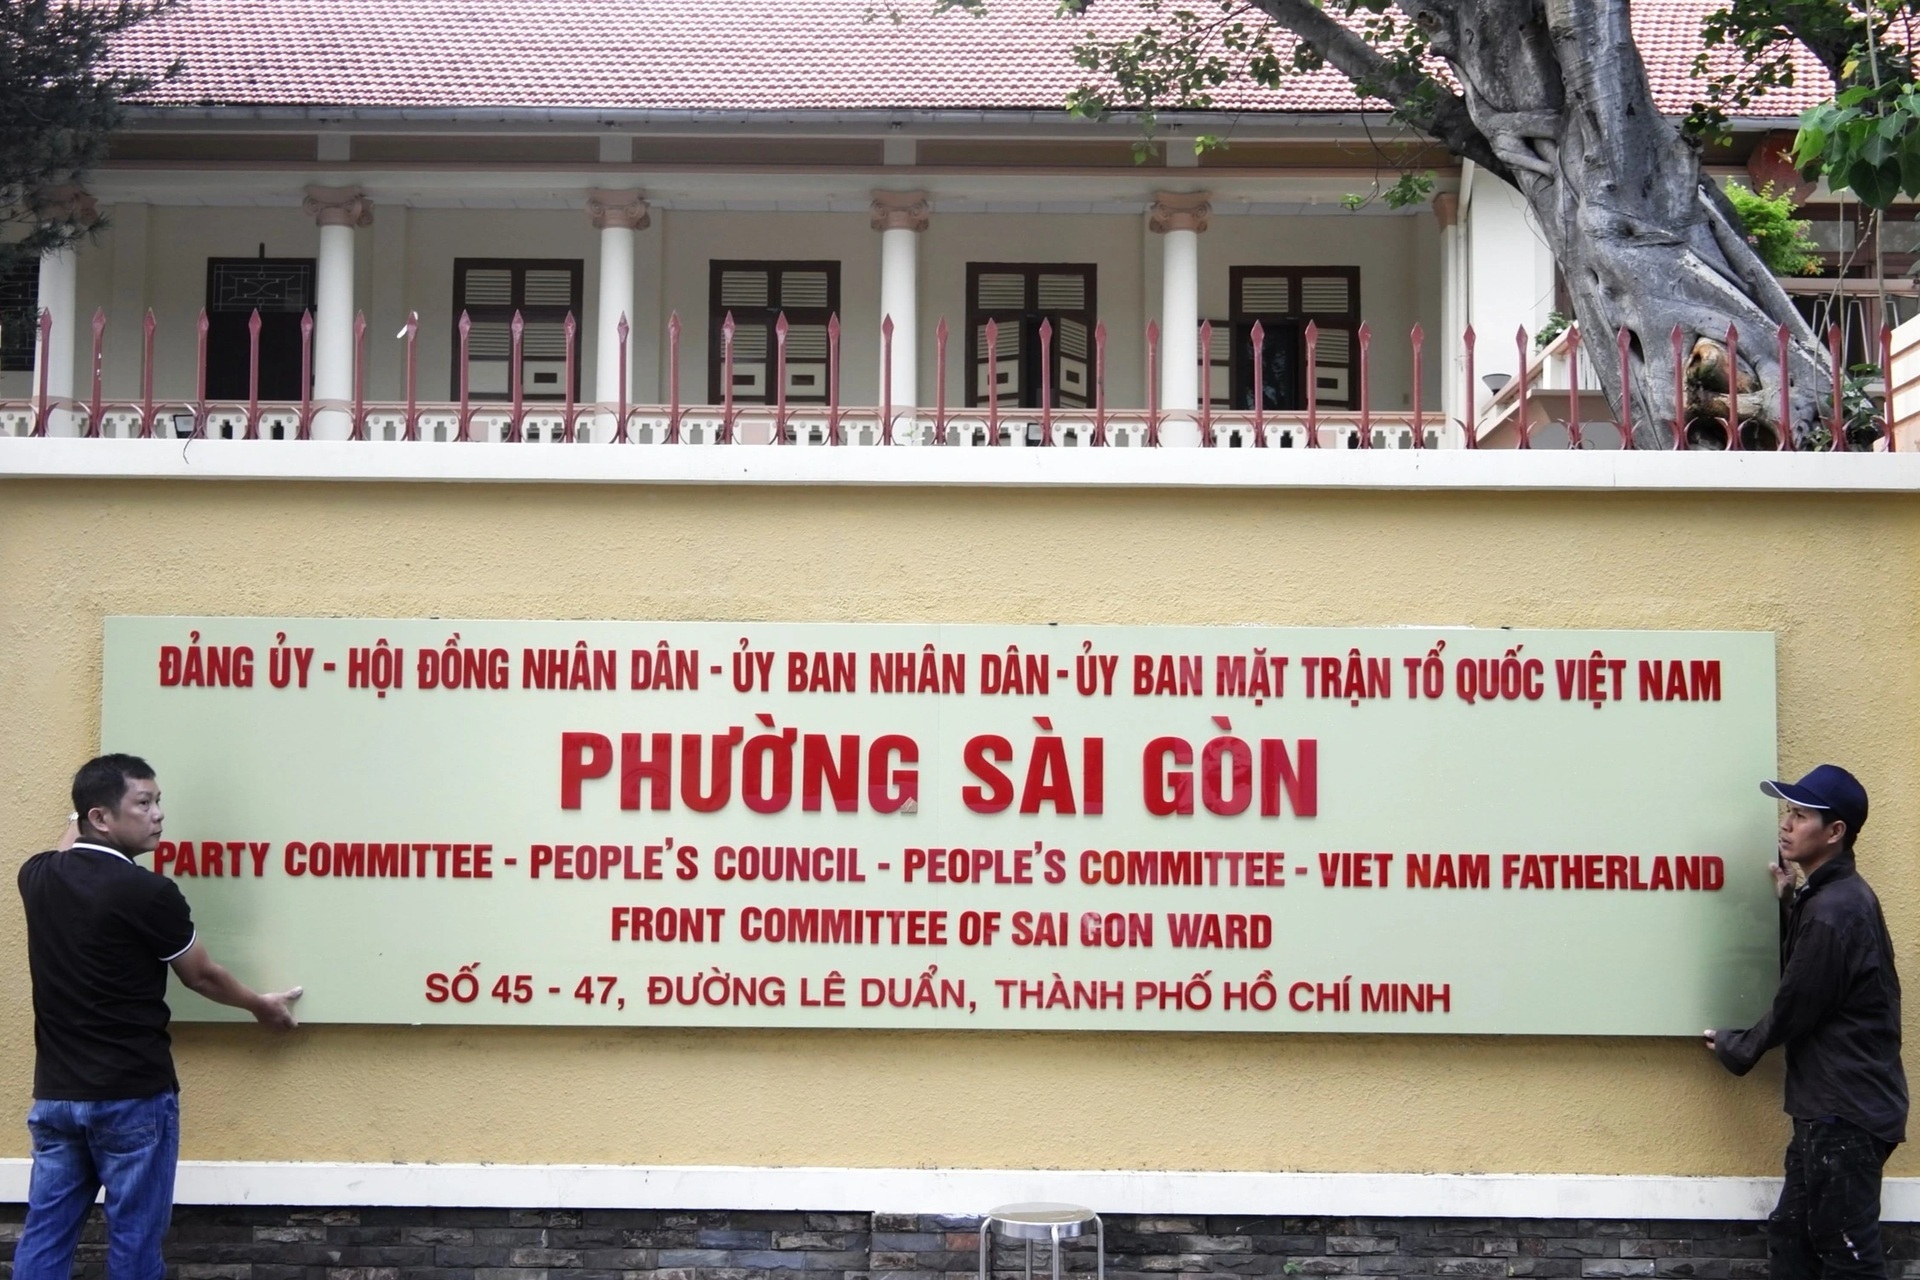 ĐẢNG ỦY - HỘI ĐỒNG NHÂN DÂN - ỦY BAN NHÂN DÂN - ỦY BAN MẶT TRẬN TỔ QUỐC VIỆT NAM
PHƯỜNG SÀI GÒN
PARTY COMMITTEE - PEOPLE'S COUNCIL - PEOPLE'S COMMITTEE - VIET NAM FATHERLAND
FRONT COMMITTEE OF SAI GON WARD
SỐ 45 - 47, ĐƯỜNG LÊ DUẨN, THÀNH PHỐ HỒ CHÍ MINH